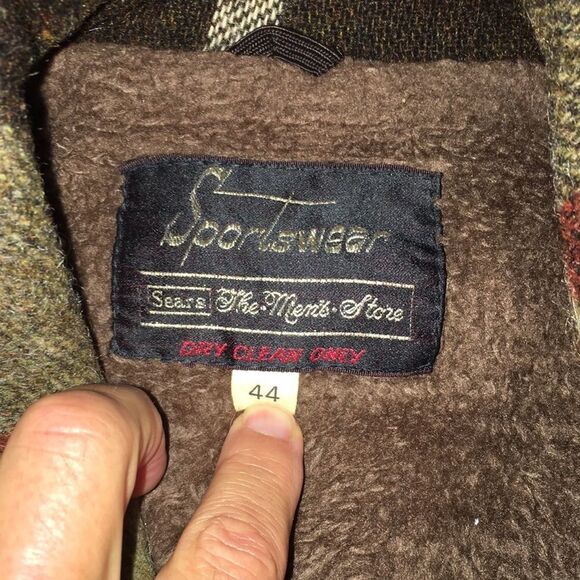 Sportswear
Sears The·Men's·Store
DRY CLEAN ONLY
44